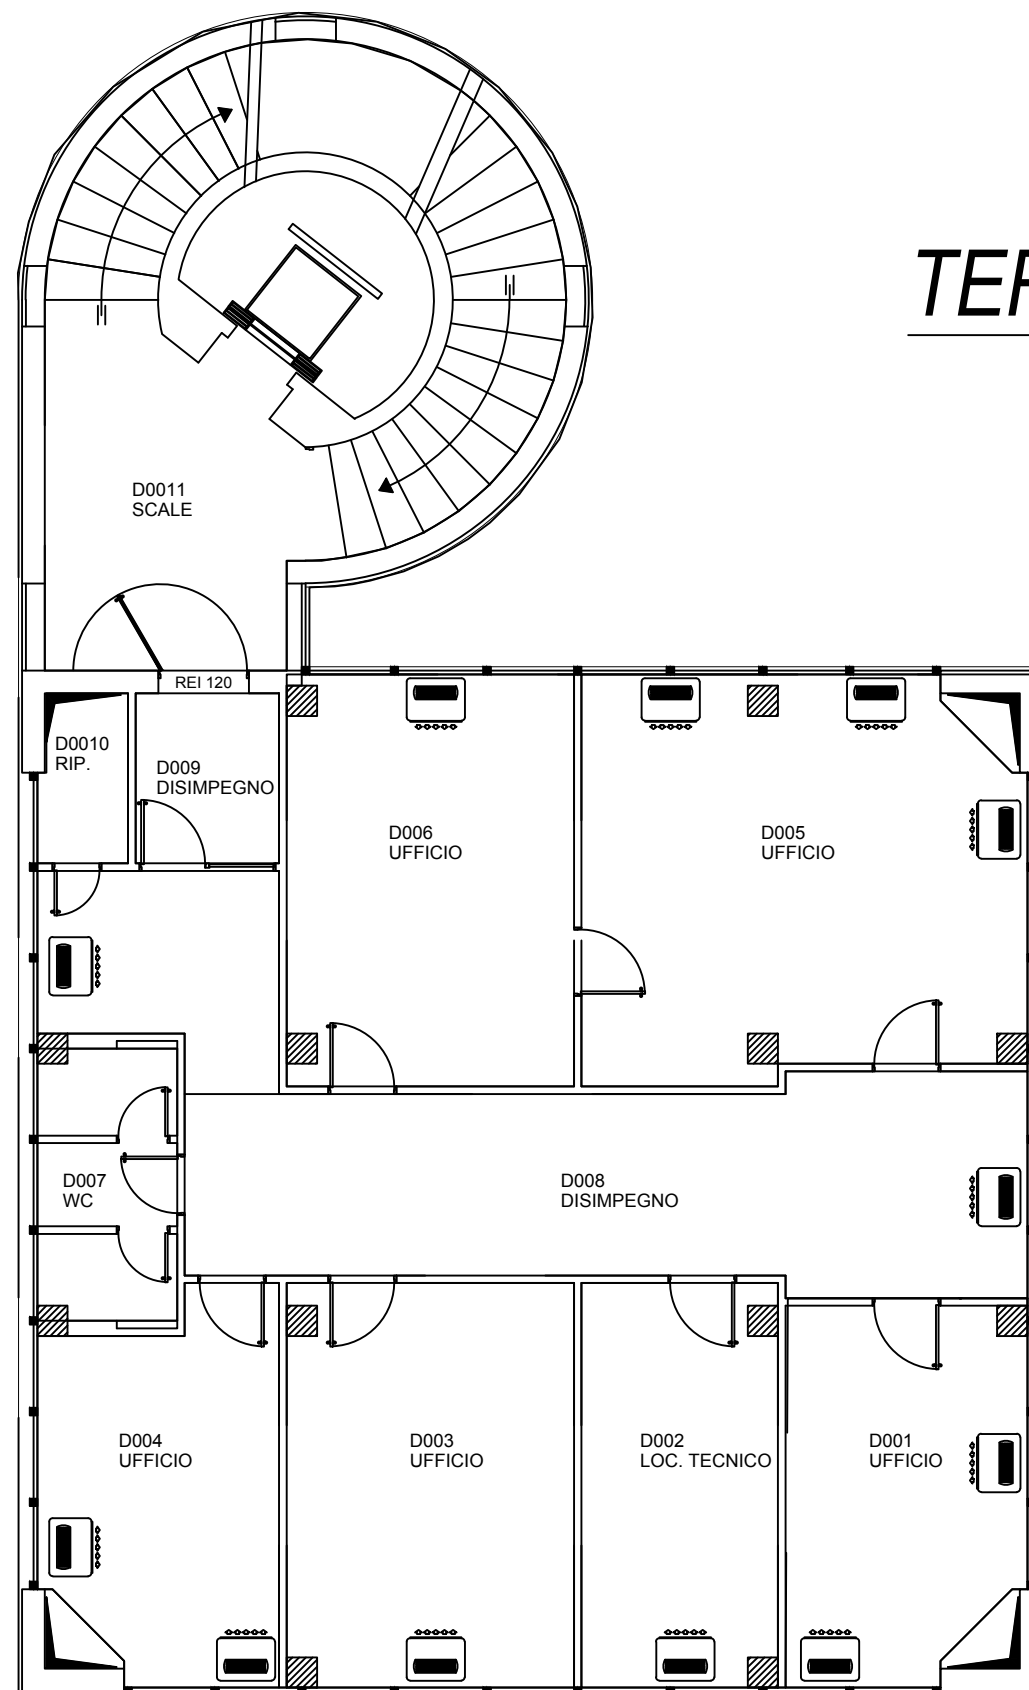 D0011
SCALE
REI 120
D0010
RIP.
D009
DISIMPEGNO
D006
UFFICIO
D005
UFFICIO
D007
WC
D008
DISIMPEGNO
D004
UFFICIO
D003
UFFICIO
D002
LOC. TECNICO
D001
UFFICIO